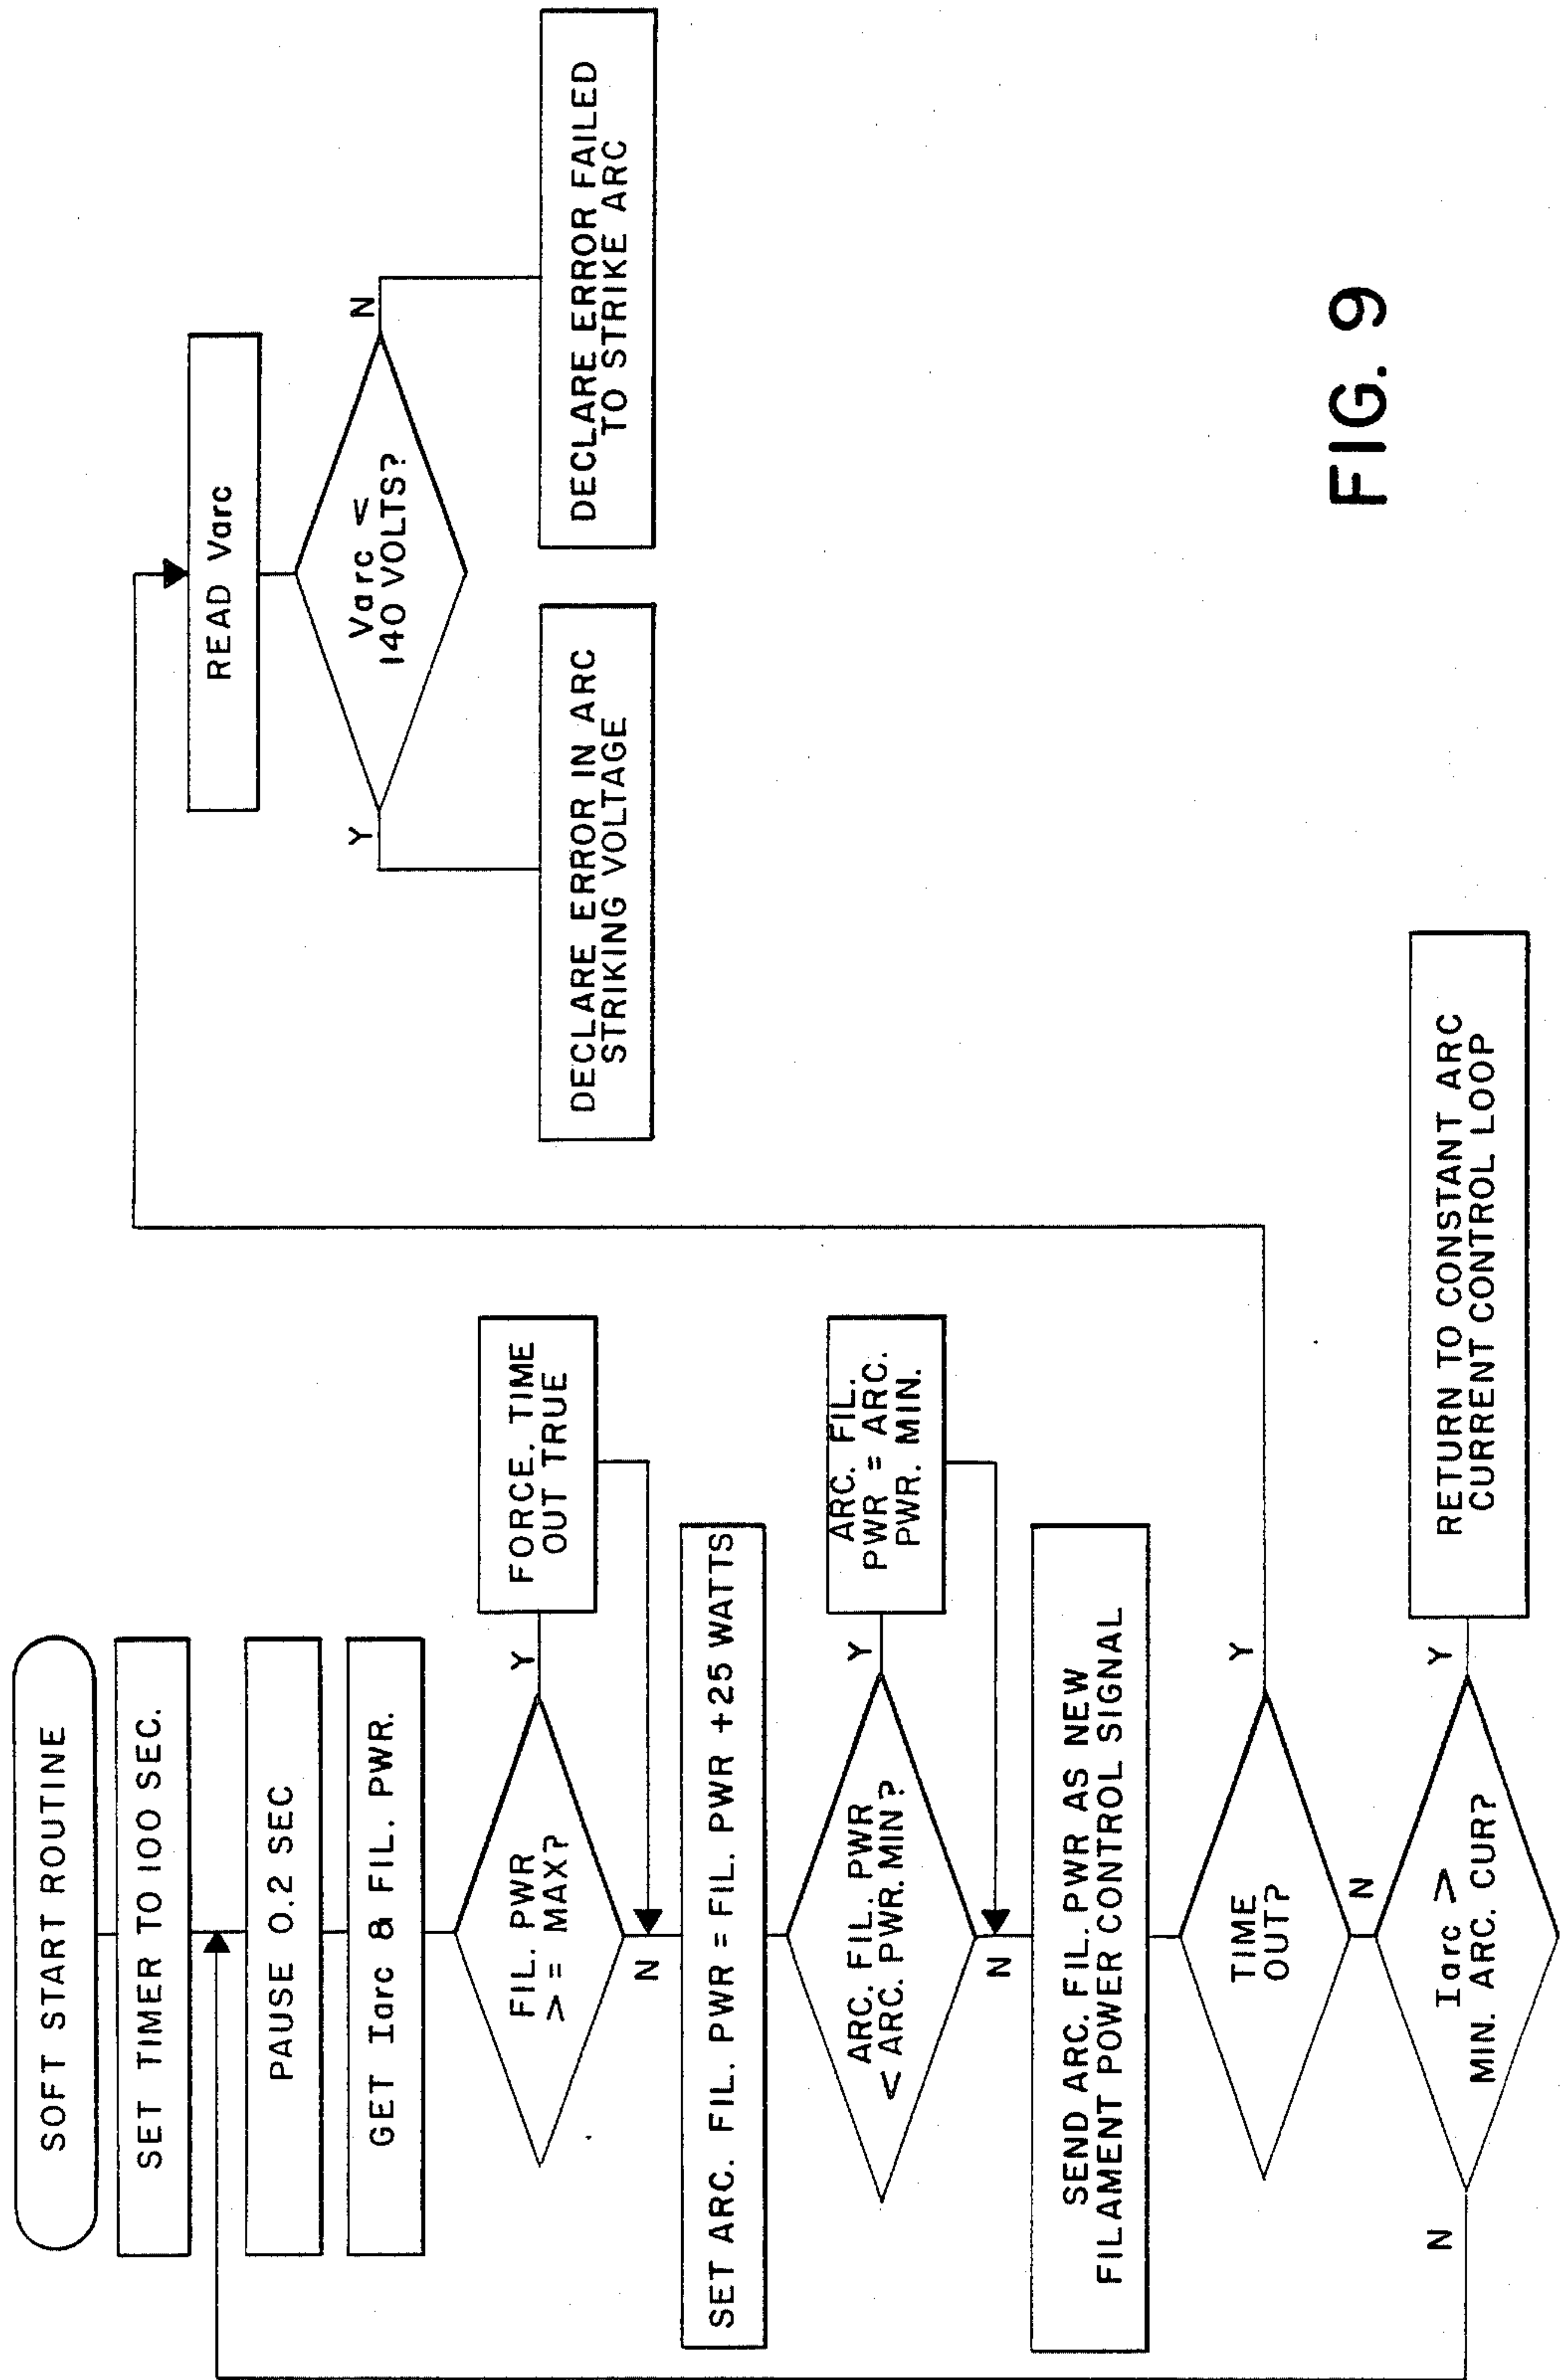 SOFT START ROUTINE
SET TIMER TO 100 SEC.
PAUSE 0.2 SEC
GET Iarc & FIL. PWR.
FIL. PWR
>= MAX?
Y
FORCE. TIME
OUT TRUE
N
SET ARC. FIL. PWR = FIL. PWR +25 WATTS
ARC. FIL. PWR
< ARC. PWR. MIN?
Y
ARC. FIL.
PWR = ARC.
PWR. MIN.
N
SEND ARC. FIL. PWR AS NEW
FILAMENT POWER CONTROL SIGNAL
TIME
OUT?
Y
N
Iarc >
MIN. ARC. CUR?
N
Y
RETURN TO CONSTANT ARC
CURRENT CONTROL LOOP
READ Varc
Varc <
140 VOLTS?
Y
N
DECLARE ERROR IN ARC
STRIKING VOLTAGE
DECLARE ERROR FAILED
TO STRIKE ARC
FIG. 9